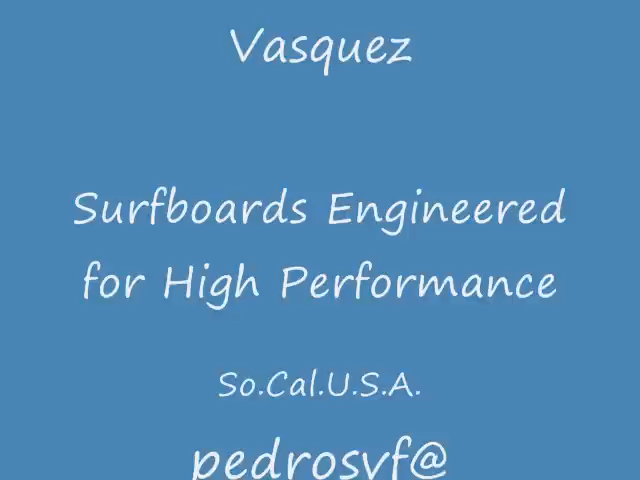 Vasquez
Surfboards Engineered
for High Performance
So.Cal.U.S.A.
pedrosvf@